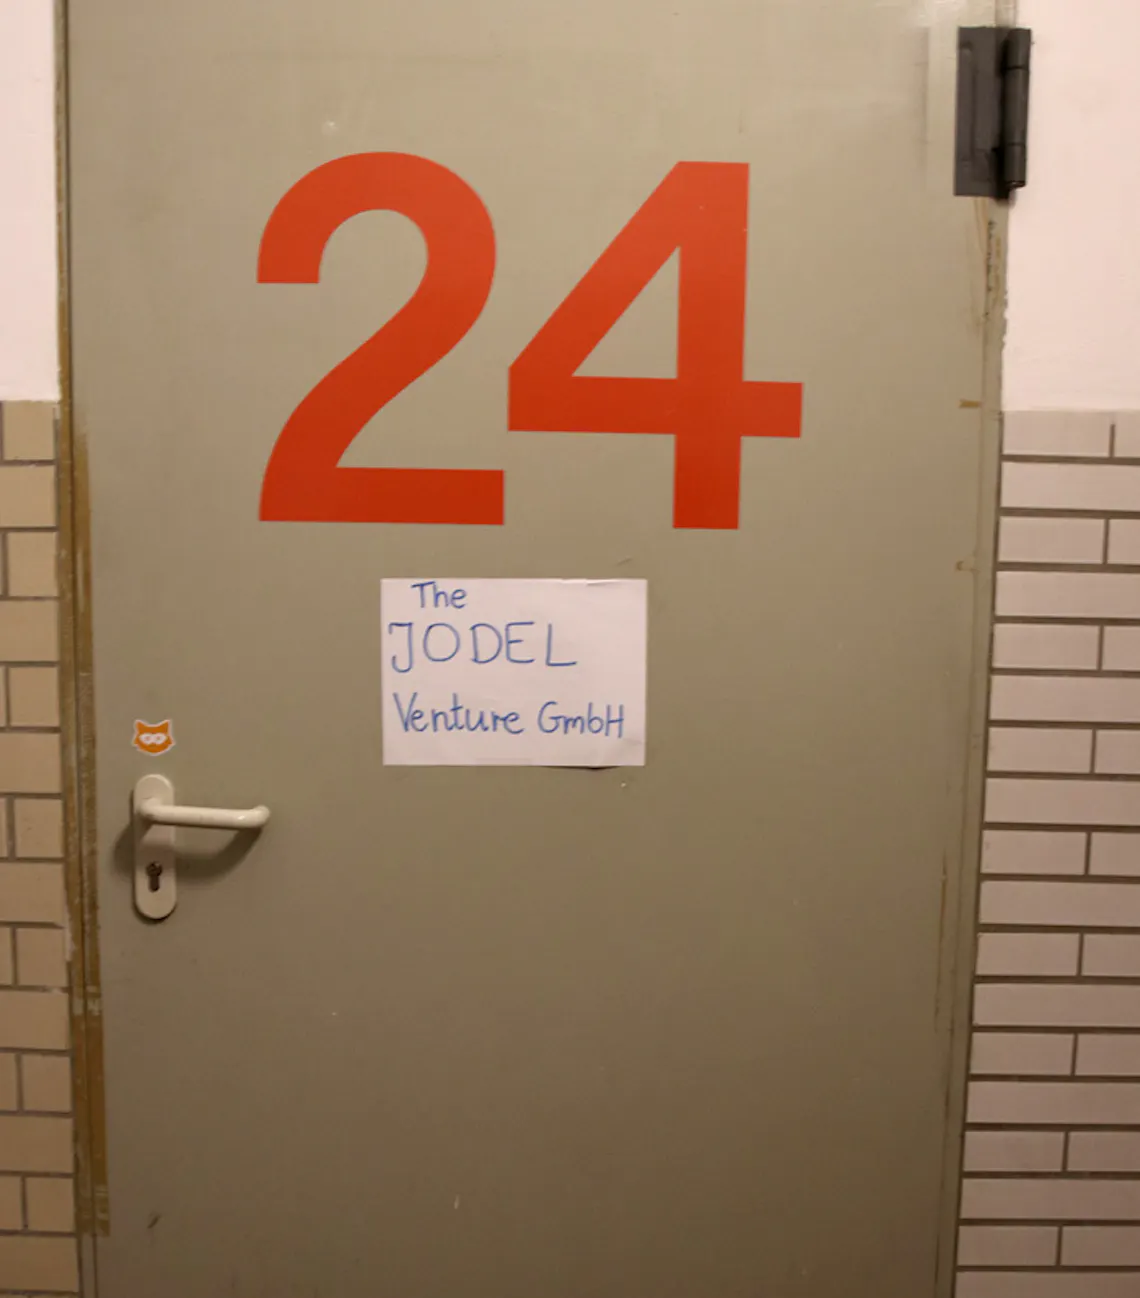 24
The
JODEL
Venture GmbH